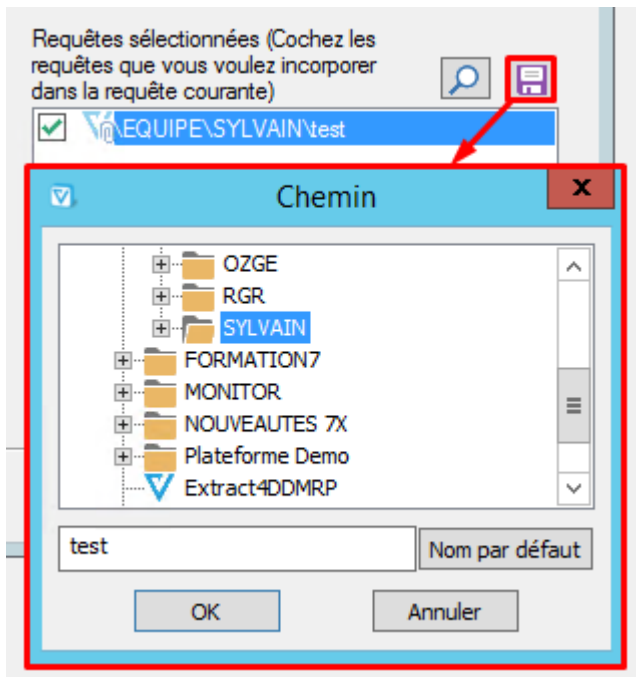 Requêtes sélectionnées (Cochez les
requêtes que vous voulez incorporer
dans la requête courante)
\EQUIPE\SYLVAIN\test
Chemin
x
OZGE
RGR
SYLVAIN
FORMATION7
MONITOR
NOUVEAUTES 7X
Plateforme Demo
Extract4DDMRP
test
Nom par défaut
OK
Annuler